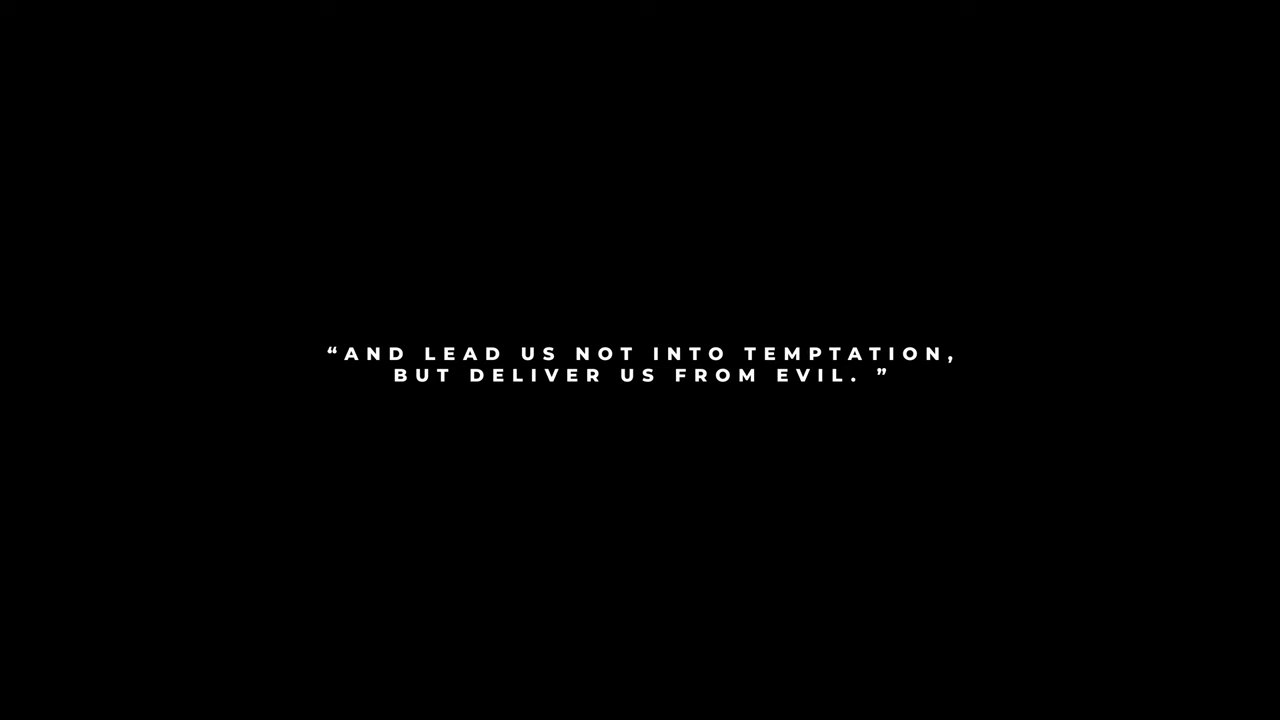 “AND LEAD US NOT INTO TEMPTATION,
BUT DELIVER US FROM EVIL. ”